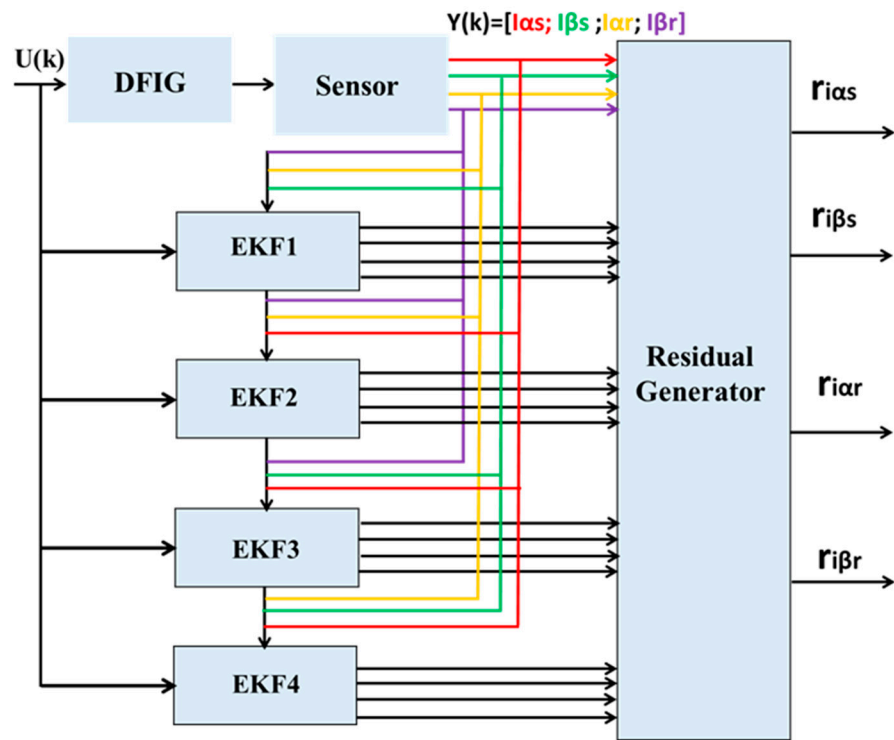 Y(k)=[Iαs; Iβs ;Iαr; Iβr]
U(k)
DFIG
Sensor
riαs
EKF1
riβs
Residual
Generator
EKF2
riαr
EKF3
riβr
EKF4